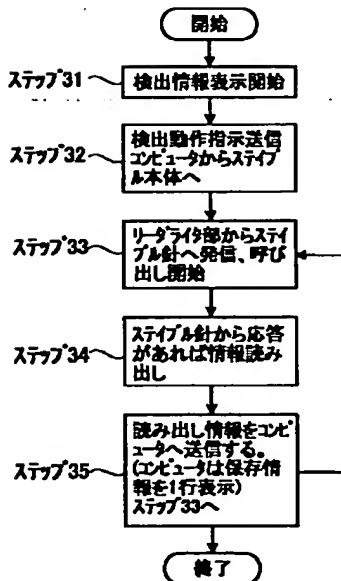 開始
ステップ31
検出情報表示開始
ステップ32
検出動作指示送信
コンピュータからステイプ
ル本体へ
ステップ33
リーダライタ部からステイ
プル針へ発信、呼び
出し開始
ステップ34
ステイプル針から応答
があれば情報読み
出し
ステップ35
読み出し情報をコンピ
ュータへ送信する。
(コンピュータは保存情
報を1行表示)
ステップ33へ
終了